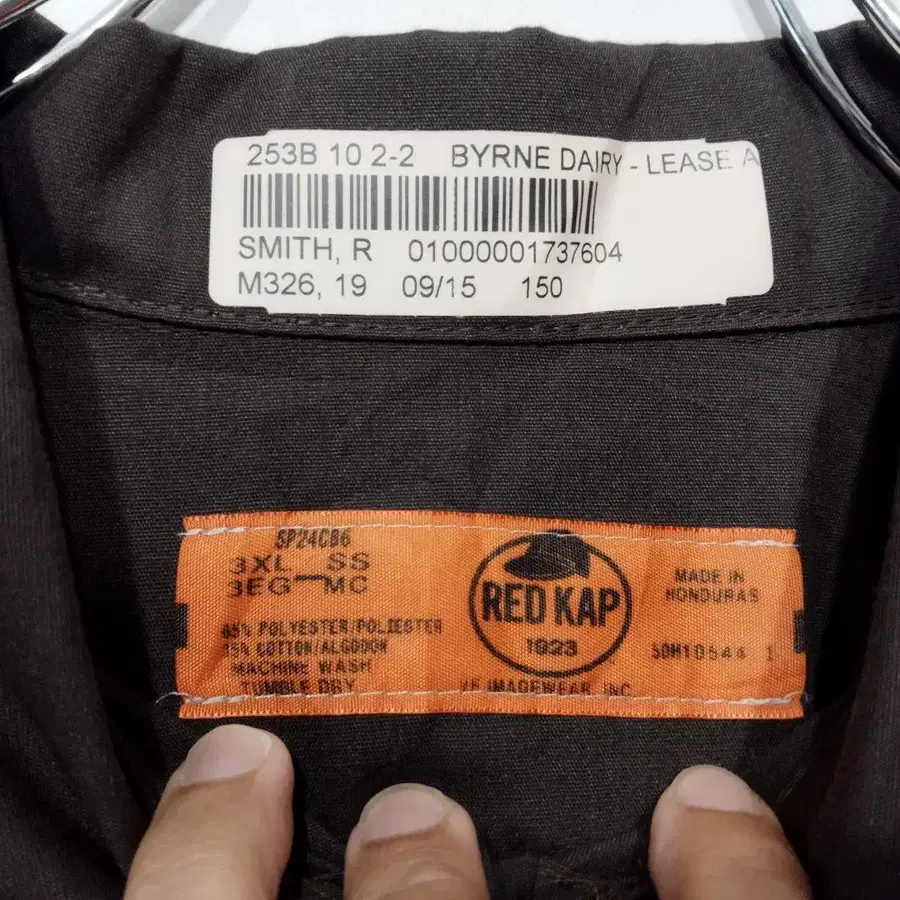 253B 10 2-2 BYRNE DAIRY - LEASE A
SMITH, R 01000001737604
M326, 19 09/15 150
SP24CB6
3XL SS
3EG MC
65% POLYESTER/POLIESTER
35% COTTON/ALGODON
MACHINE WASH
TUMBLE DRY
RED KAP
1923
VF IMAGEWEAR, INC
MADE IN
HONDURAS
50H10544 1